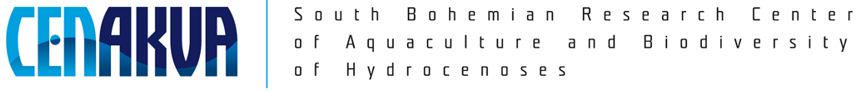 CENAKVA
South Bohemian Research Center
of Aquaculture and Biodiversity
of Hydrocenoses